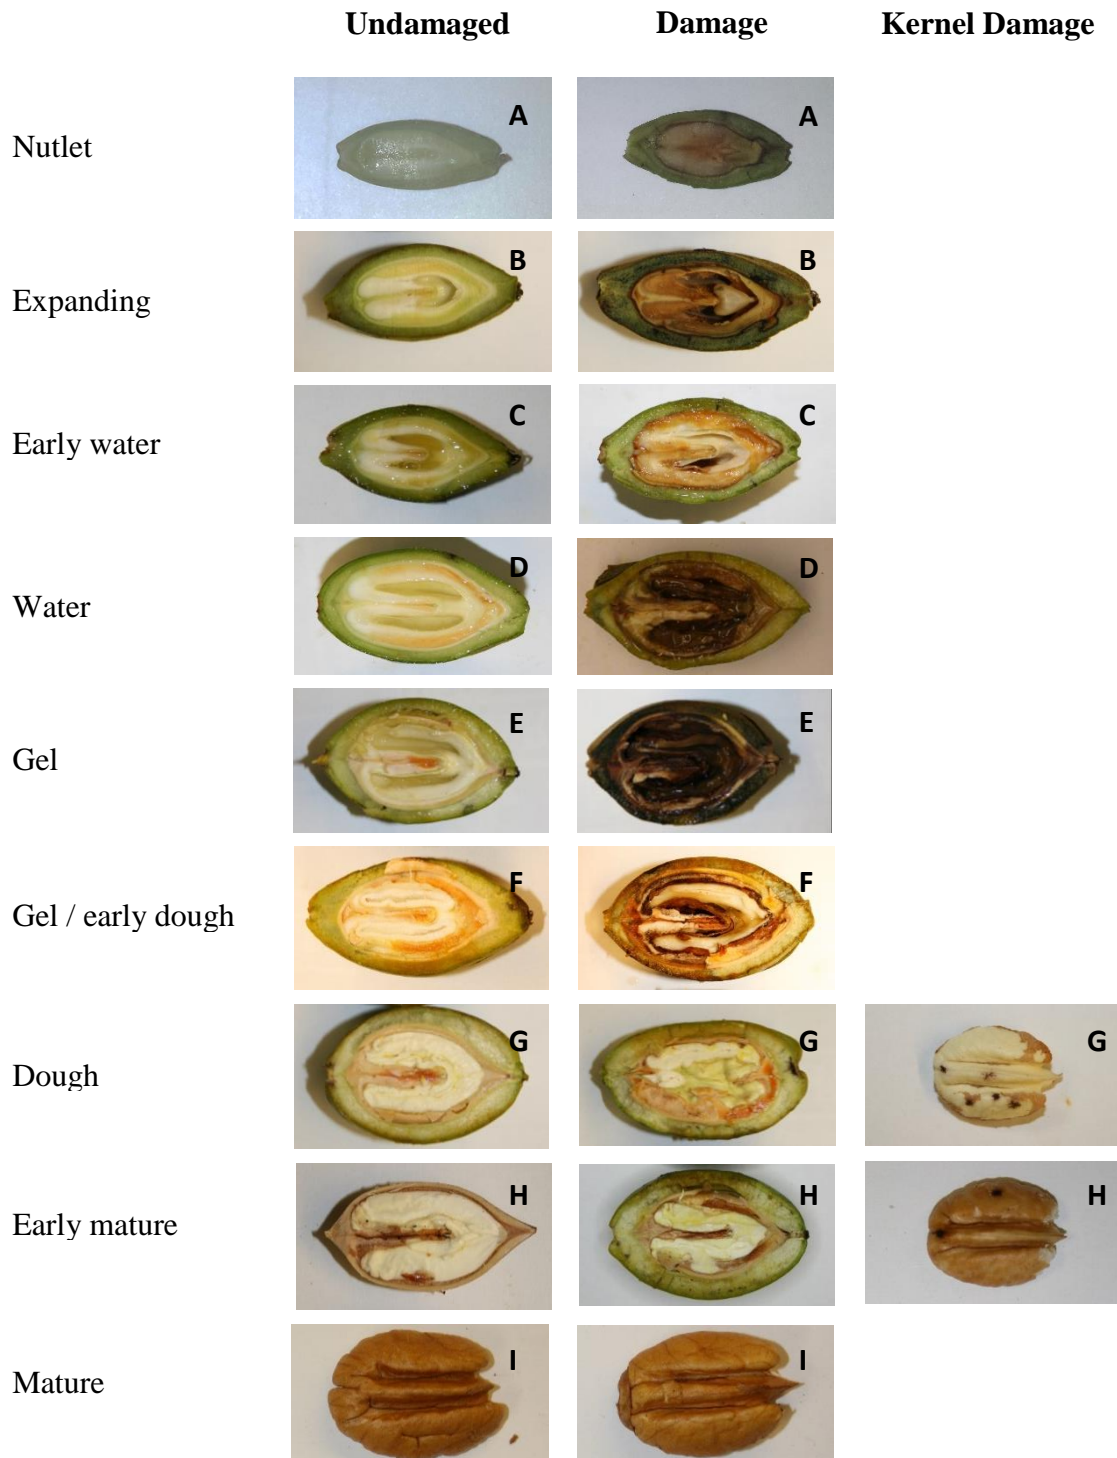 Undamaged Damage Kernel Damage
Nutlet A A
Expanding B B
Early water C C
Water D D
Gel E E
Gel / early dough F F
Dough G G G
Early mature H H H
Mature I I